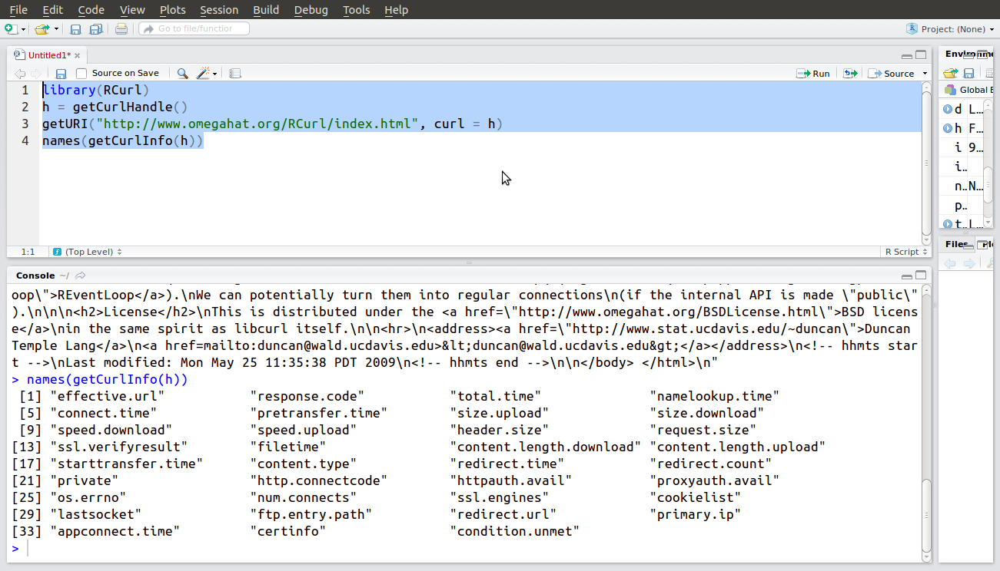 File Edit Code View Plots Session Build Debug Tools Help
Go to file/function
Project: (None)
Untitled1*
Source on Save
Run
Source
1 library(RCurl)
2 h = getCurlHandle()
3 getURI("http://www.omegahat.org/RCurl/index.html", curl = h)
4 names(getCurlInfo(h))
1:1 (Top Level) R Script
Console ~/
oop\">REventLoop</a>).\nWe can potentially turn them into regular connections\n(if the internal API is made \"public\"
).\n\n\n<h2>License</h2>\nThis is distributed under the <a href=\"http://www.omegahat.org/BSDLicense.html\">BSD licens
e</a>\nin the same spirit as libcurl itself.\n\n<hr>\n<address><a href=\"http://www.stat.ucdavis.edu/~duncan\">Duncan
Temple Lang</a>\n<a href=mailto:duncan@wald.ucdavis.edu>&lt;duncan@wald.ucdavis.edu&gt;</a></address>\n<!-- hhmts star
t -->\nLast modified: Mon May 25 11:35:38 PDT 2009\n<!-- hhmts end -->\n\n</body> </html>\n"
> names(getCurlInfo(h))
[1] "effective.url" "response.code" "total.time" "namelookup.time"
[5] "connect.time" "pretransfer.time" "size.upload" "size.download"
[9] "speed.download" "speed.upload" "header.size" "request.size"
[13] "ssl.verifyresult" "filetime" "content.length.download" "content.length.upload"
[17] "starttransfer.time" "content.type" "redirect.time" "redirect.count"
[21] "private" "http.connectcode" "httpauth.avail" "proxyauth.avail"
[25] "os.errno" "num.connects" "ssl.engines" "cookielist"
[29] "lastsocket" "ftp.entry.path" "redirect.url" "primary.ip"
[33] "appconnect.time" "certinfo" "condition.unmet"
>
Global
d L...
h F...
i 9...
i..
n.. N...
p..
t.. L...
Files